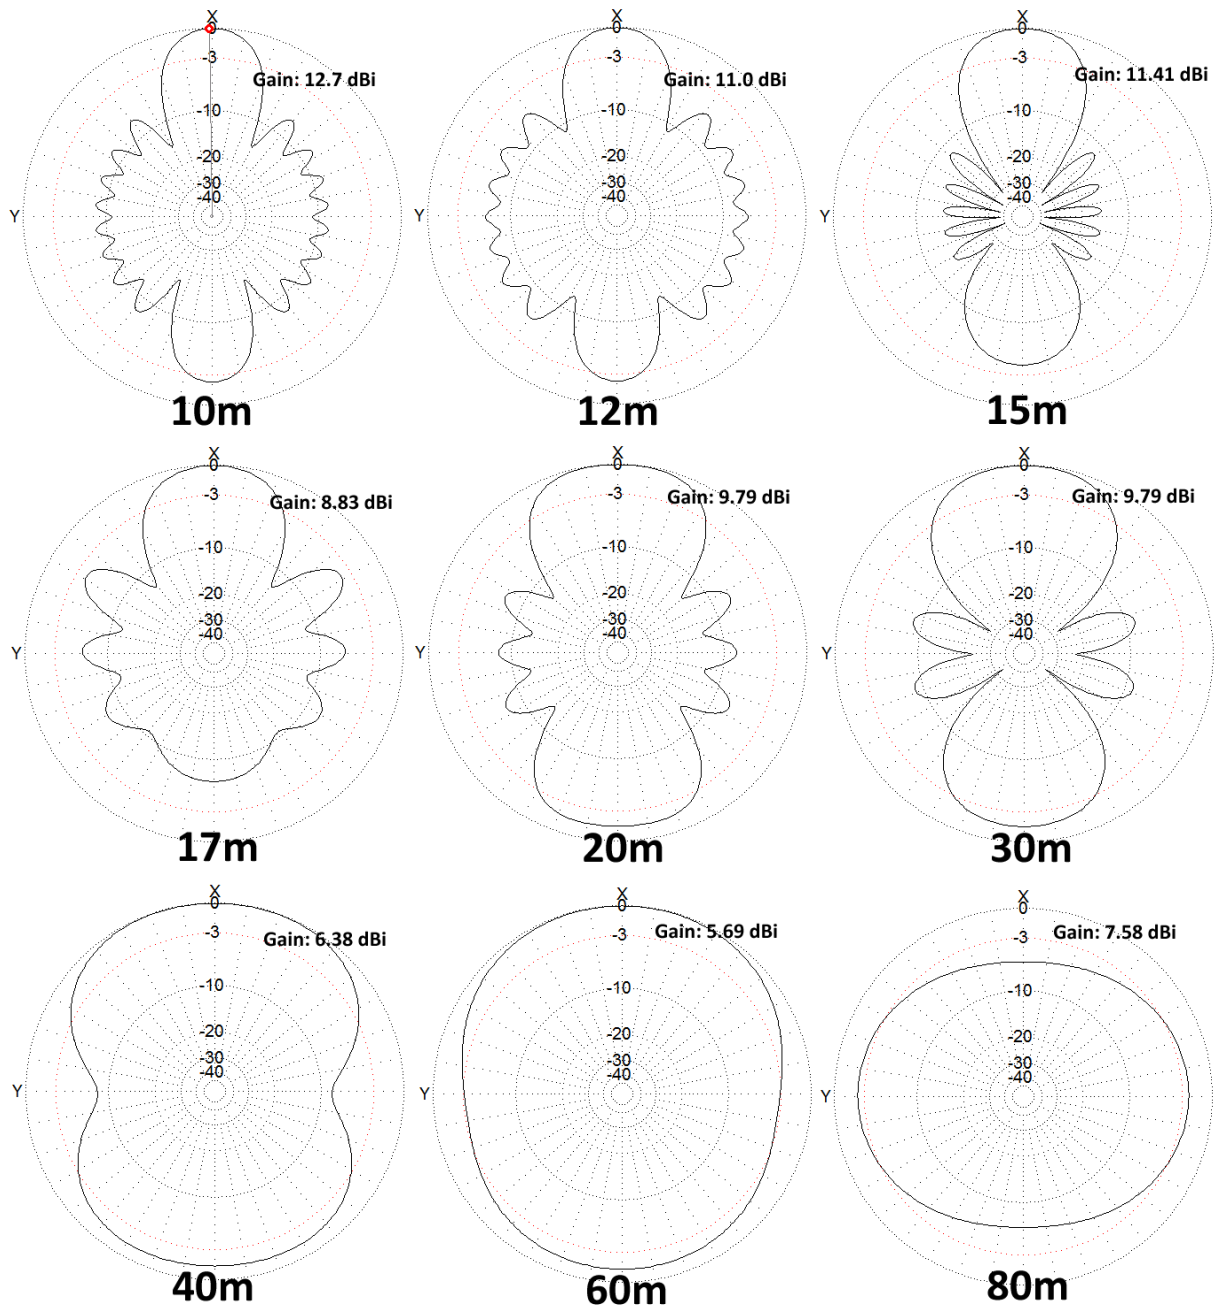 X
0
-3
Gain: 12.7 dBi
-10
-20
-30
-40
Y
10m
X
0
-3
Gain: 11.0 dBi
-10
-20
-30
-40
Y
12m
X
0
-3
Gain: 11.41 dBi
-10
-20
-30
-40
Y
15m
X
0
-3
Gain: 8.83 dBi
-10
-20
-30
-40
Y
17m
X
0
-3
Gain: 9.79 dBi
-10
-20
-30
-40
Y
20m
X
0
-3
Gain: 9.79 dBi
-10
-20
-30
-40
Y
30m
X
0
-3
Gain: 6.38 dBi
-10
-20
-30
-40
Y
40m
X
0
-3
Gain: 5.69 dBi
-10
-20
-30
-40
Y
60m
X
0
-3
Gain: 7.58 dBi
-10
-20
-30
-40
Y
80m